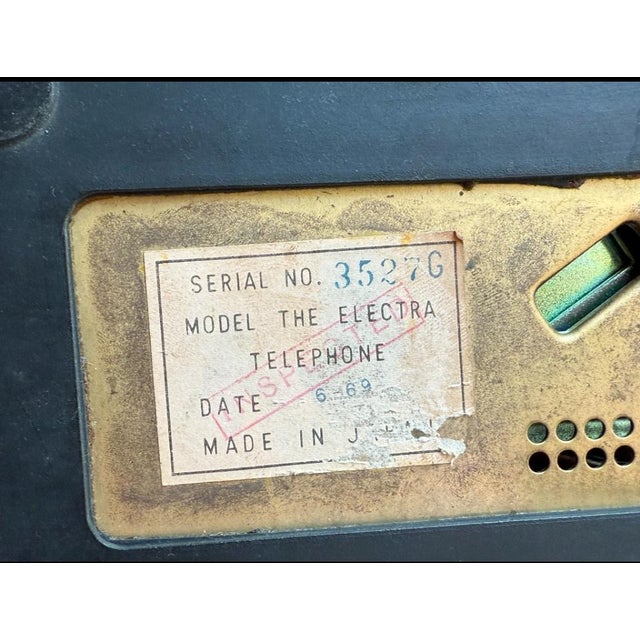 SERIAL NO. 3527G
MODEL THE ELECTRA
TELEPHONE
INSPECTED
DATE 6 69
MADE IN